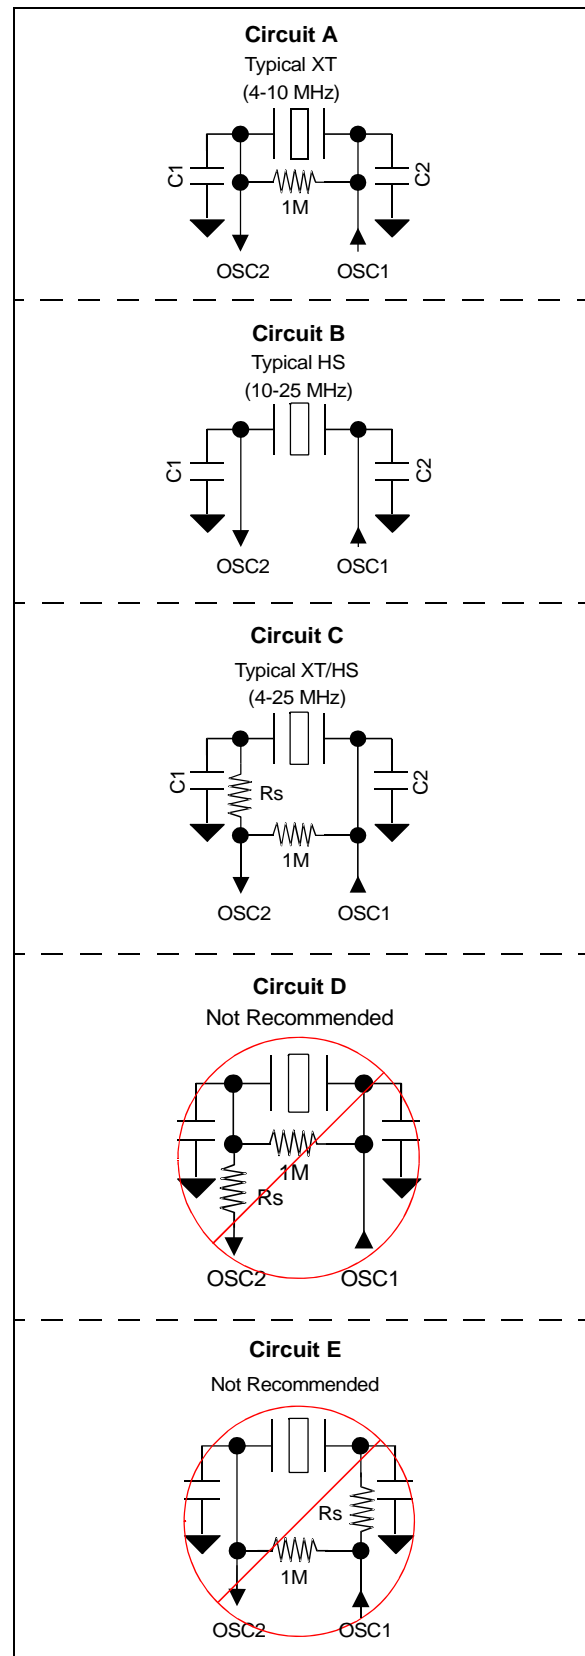 Circuit A
Typical XT
(4-10 MHz)
C1
C2
1M
OSC2 OSC1
Circuit B
Typical HS
(10-25 MHz)
C1
C2
OSC2 OSC1
Circuit C
Typical XT/HS
(4-25 MHz)
C1
Rs
C2
1M
OSC2 OSC1
Circuit D
Not Recommended
1M
Rs
OSC2 OSC1
Circuit E
Not Recommended
Rs
1M
OSC2 OSC1